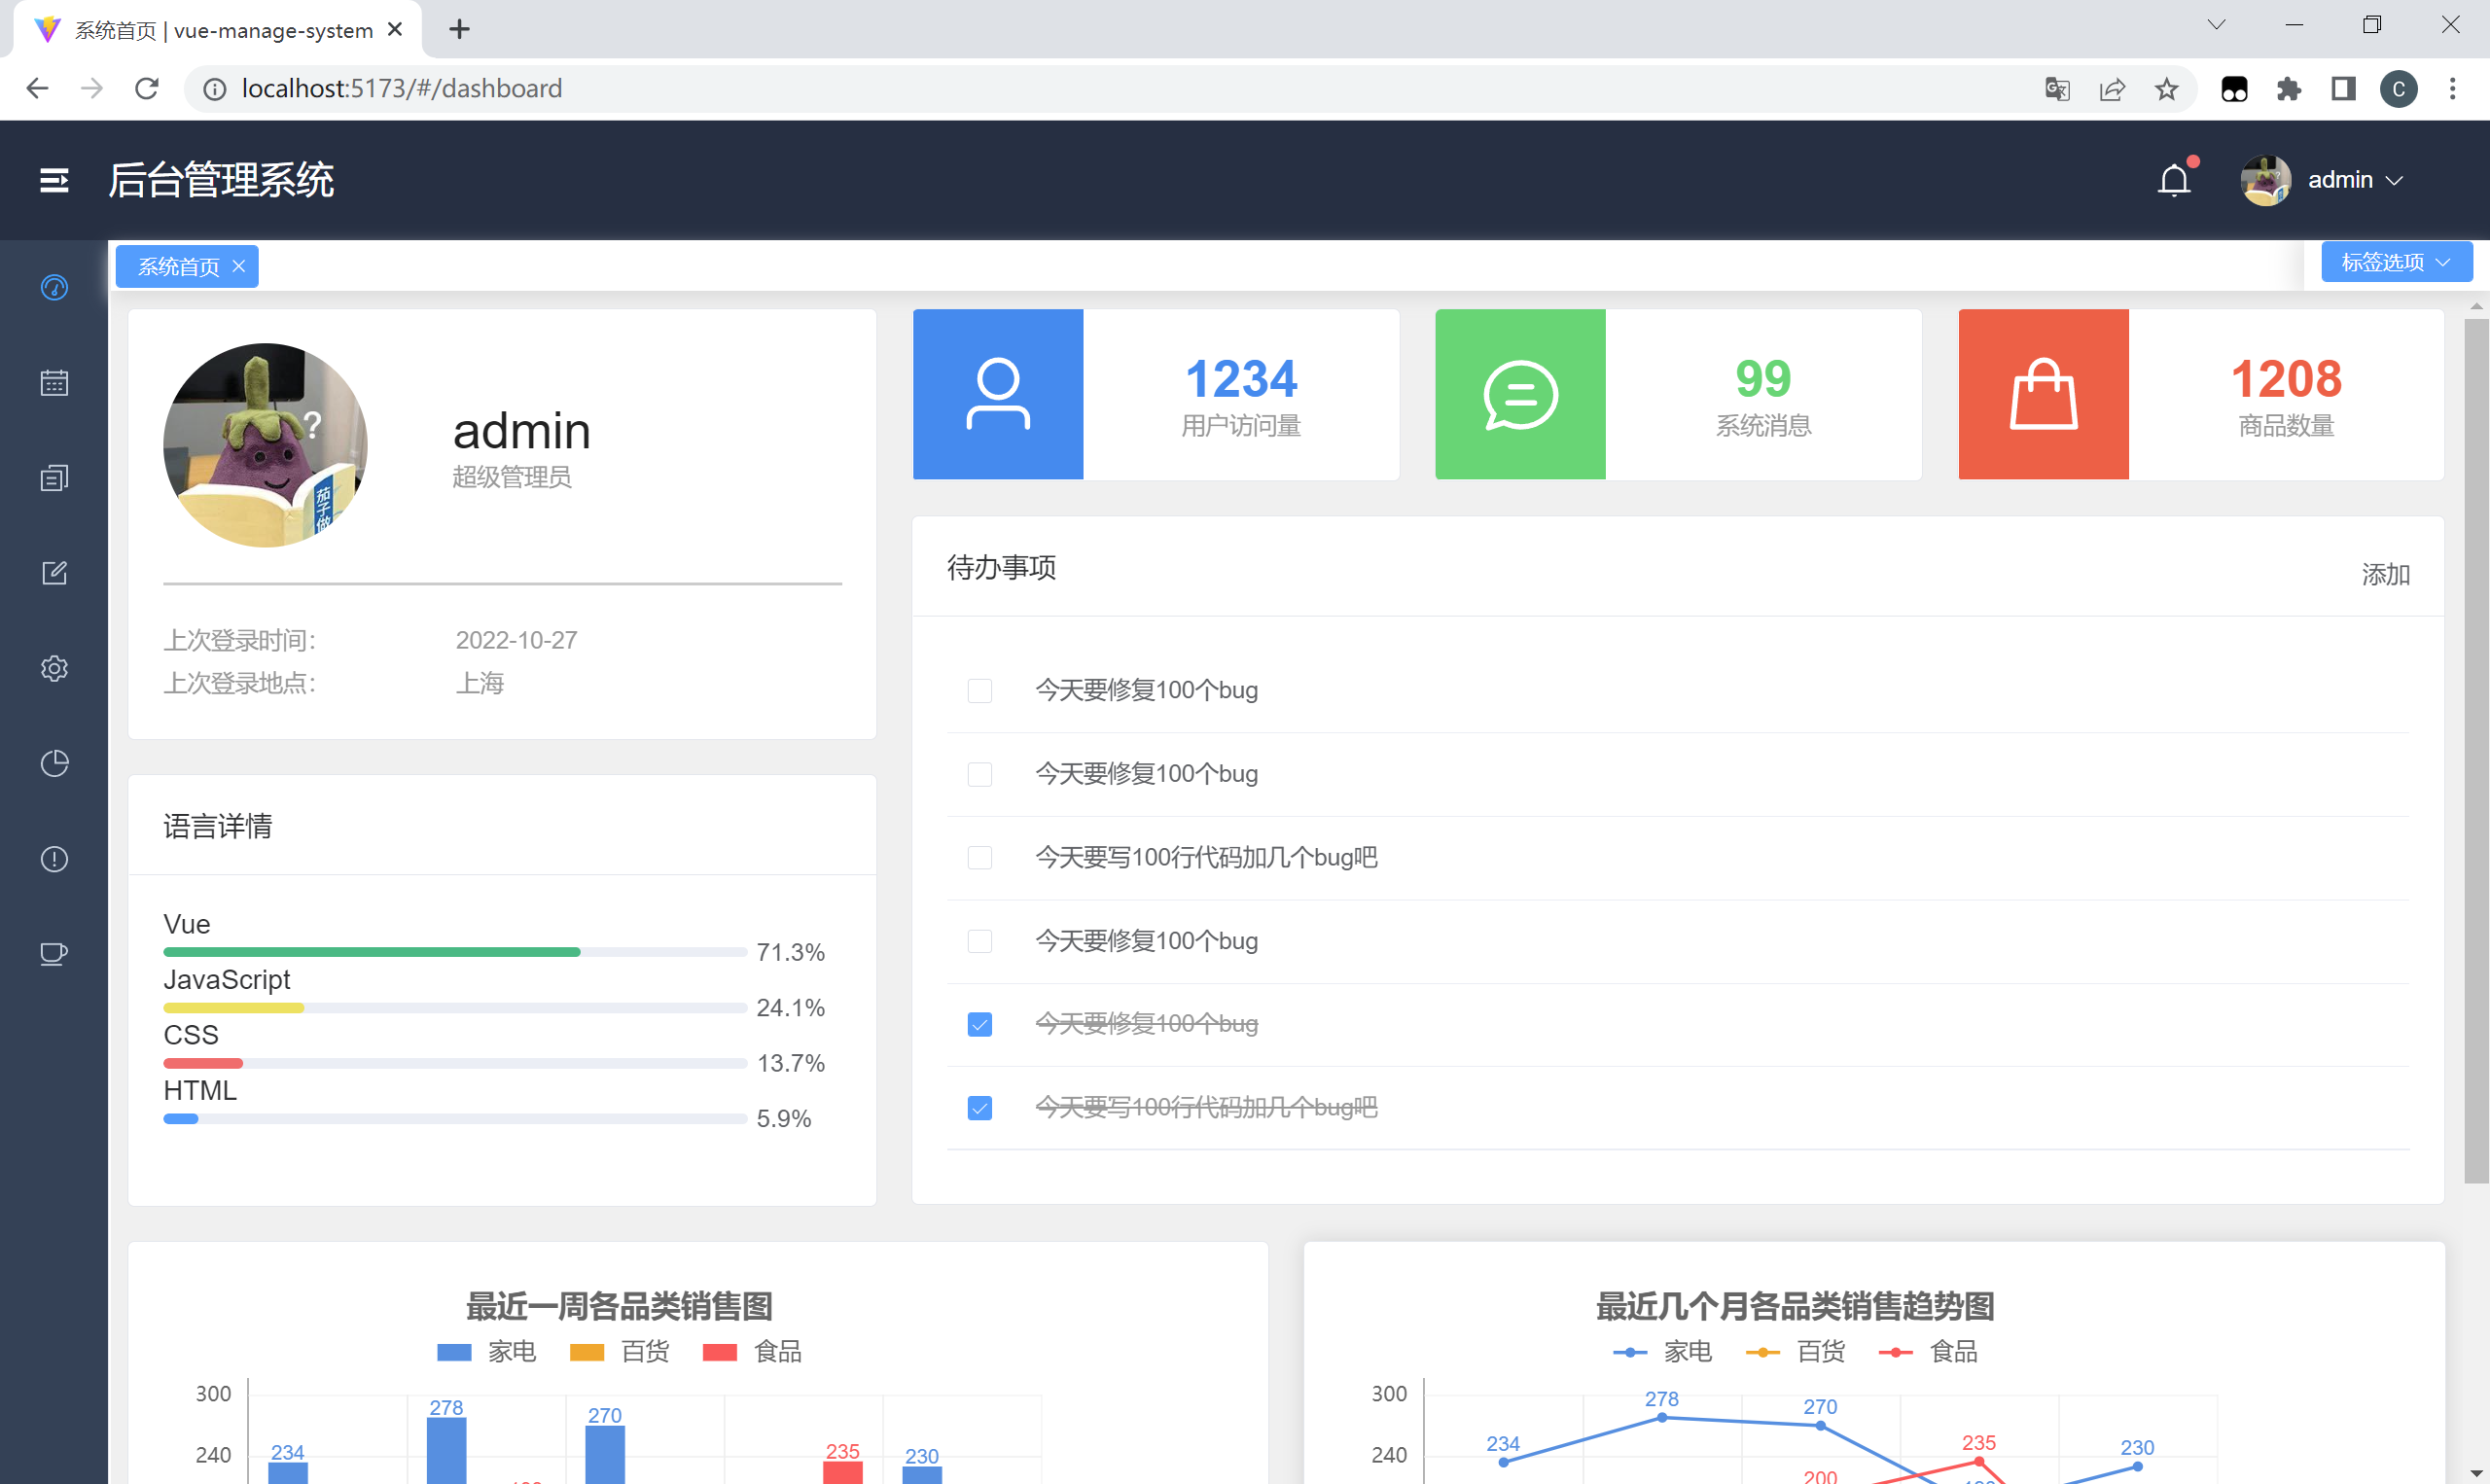 系统首页 | vue-manage-system
localhost:5173/#/dashboard
C
后台管理系统
admin
系统首页
标签选项
?
茄子做
admin
超级管理员
上次登录时间：
2022-10-27
上次登录地点：
上海
1234
用户访问量
99
系统消息
1208
商品数量
待办事项
添加
今天要修复100个bug
今天要修复100个bug
今天要写100行代码加几个bug吧
今天要修复100个bug
今天要修复100个bug
今天要写100行代码加几个bug吧
语言详情
Vue
71.3%
JavaScript
24.1%
CSS
13.7%
HTML
5.9%
最近一周各品类销售图
家电 百货 食品
300
278
270
240
234
235
230
最近几个月各品类销售趋势图
家电 百货 食品
300
278
270
240
234
235
230
200